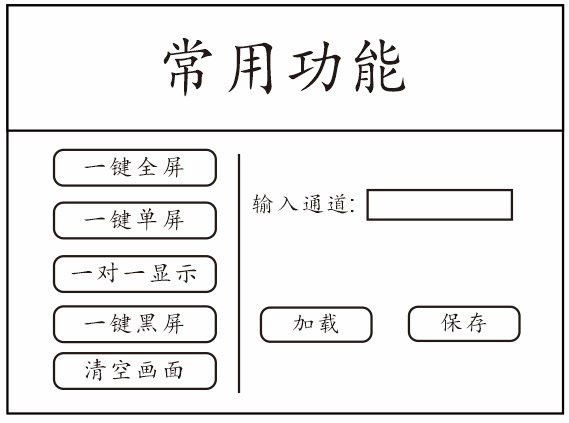 常用功能
一键全屏
一键单屏
一对一显示
一键黑屏
清空画面
输入通道:
加载
保存